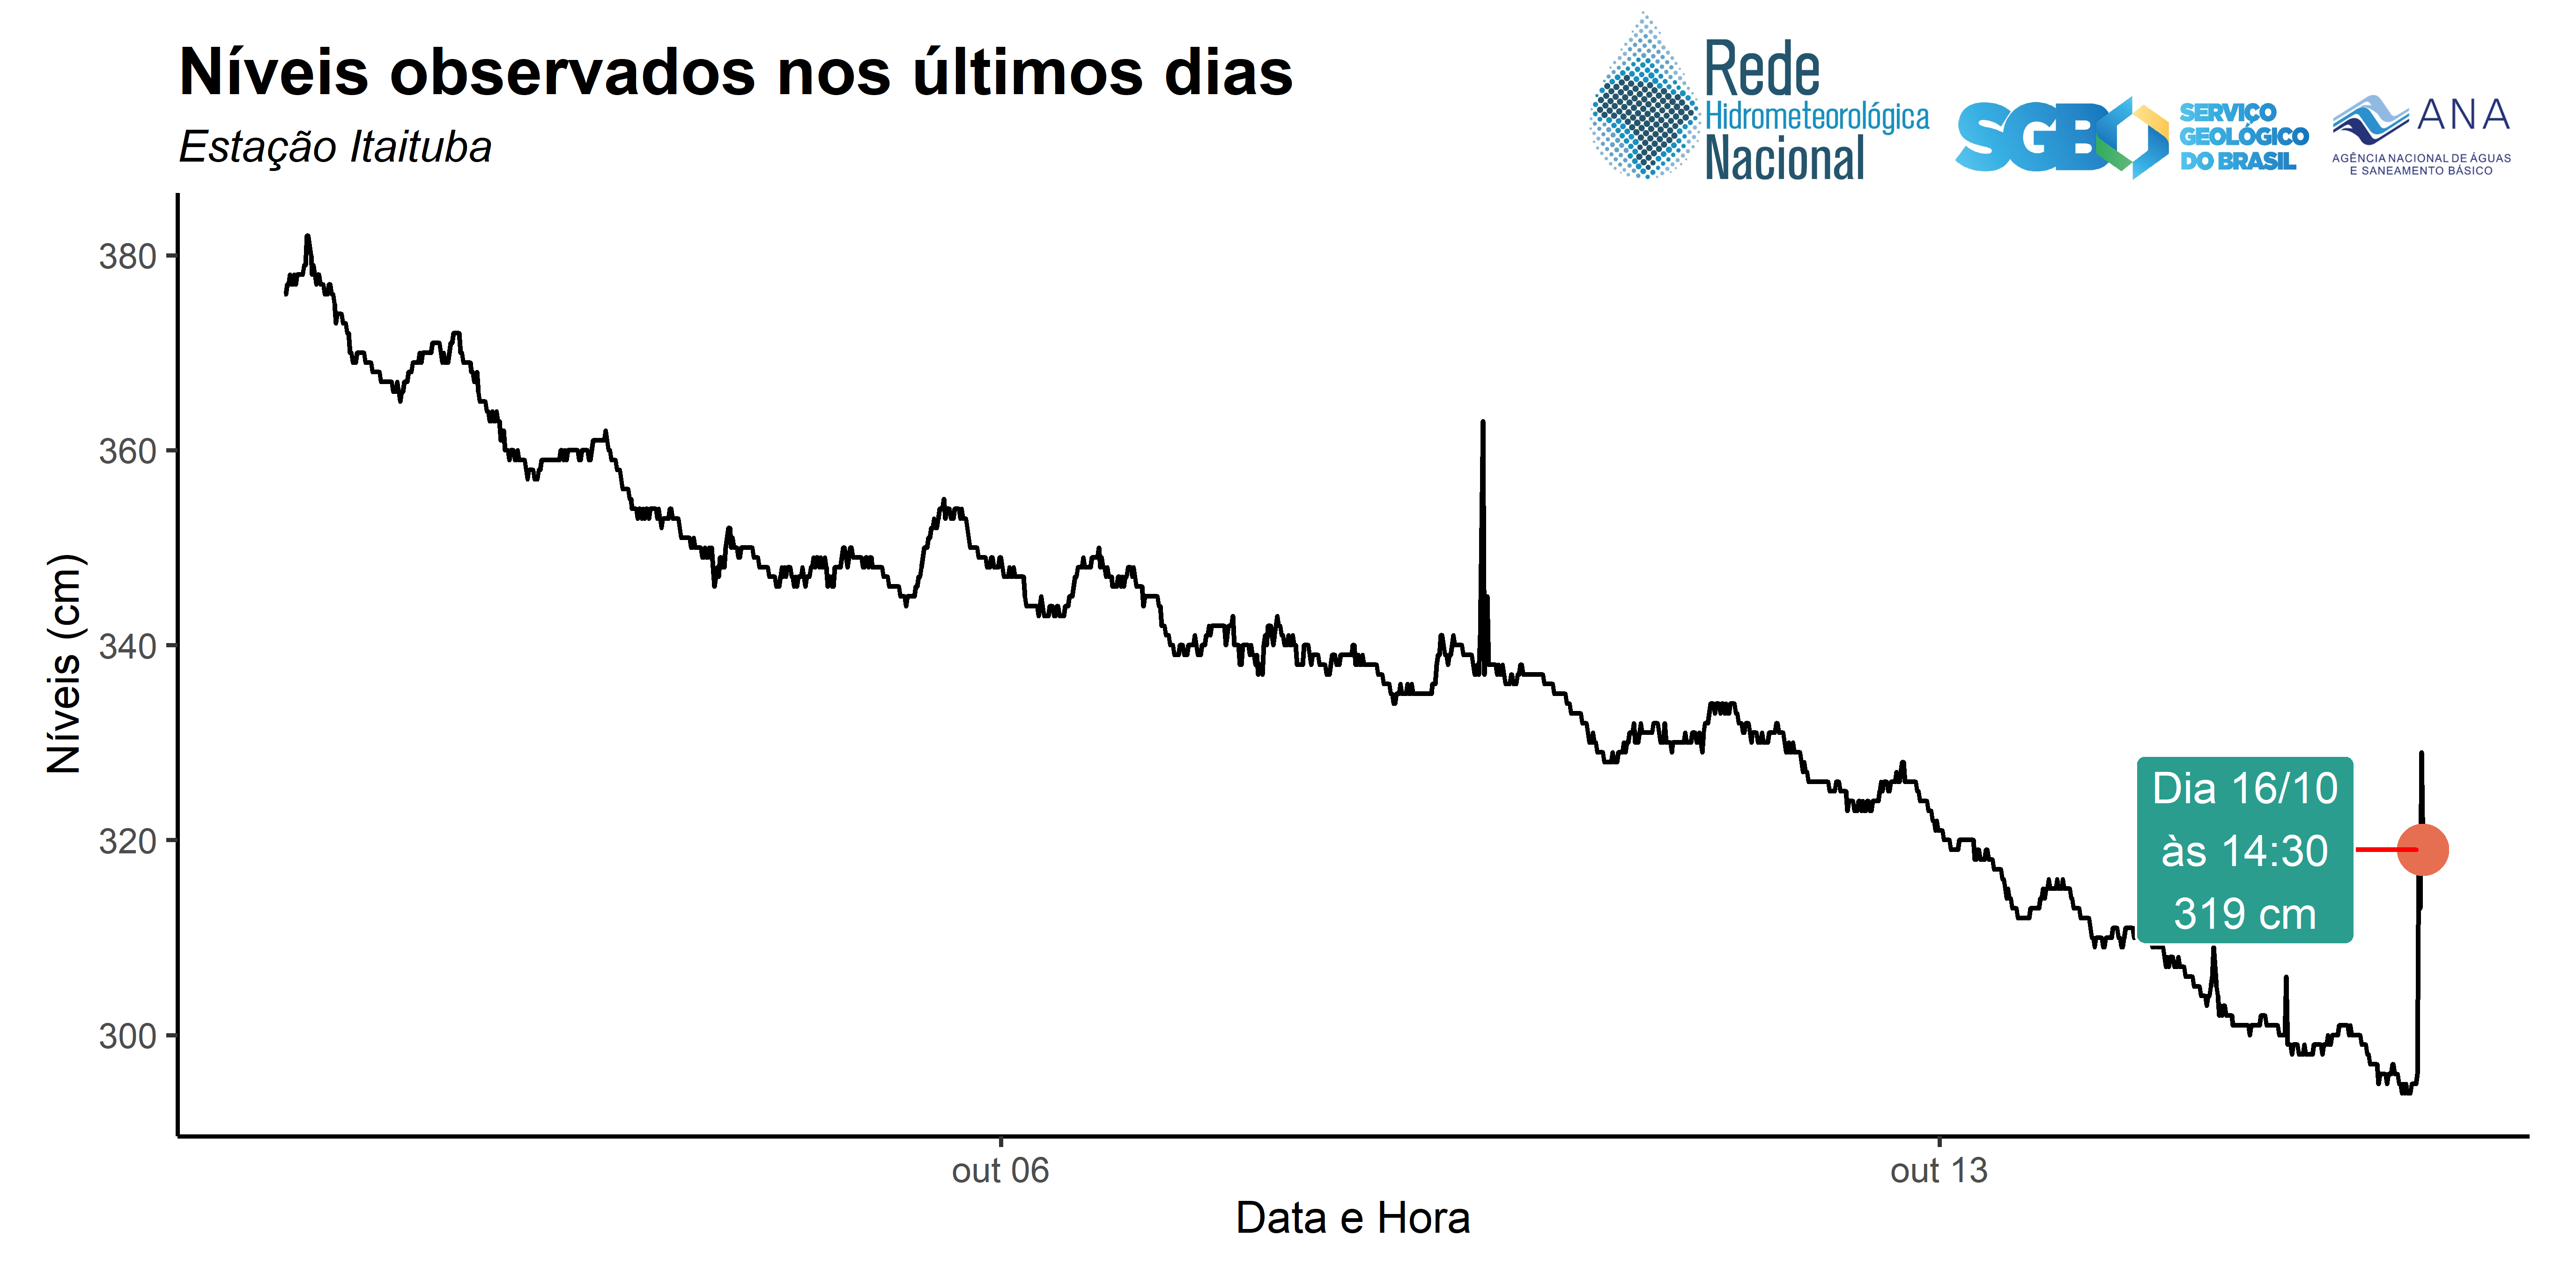 Níveis observados nos últimos dias
Estação Itaituba
Rede
Hidrometeorológica
Nacional
SGB
SERVIÇO
GEOLÓGICO
DO BRASIL
ANA
AGÊNCIA NACIONAL DE ÁGUAS
E SANEAMENTO BÁSICO
Níveis (cm)
380
360
340
320
300
Dia 16/10
às 14:30
319 cm
out 06
out 13
Data e Hora